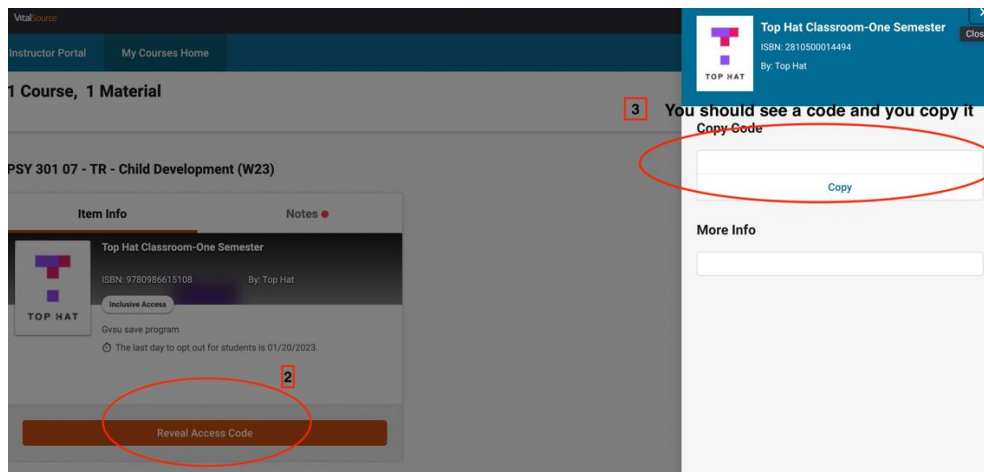 VitalSource
Instructor Portal My Courses Home
1 Course, 1 Material
PSY 301 07 - TR - Child Development (W23)
Item Info Notes
Top Hat Classroom-One Semester
ISBN: 9780986615108 By: Top Hat
Inclusive Access
TOP HAT
Gvsu save program
The last day to opt out for students is 01/20/2023.
2
Reveal Access Code
Top Hat Classroom-One Semester
ISBN: 2810500014494
By: Top Hat
TOP HAT
Clos
3 You should see a code and you copy it
Copy Code
Copy
More Info